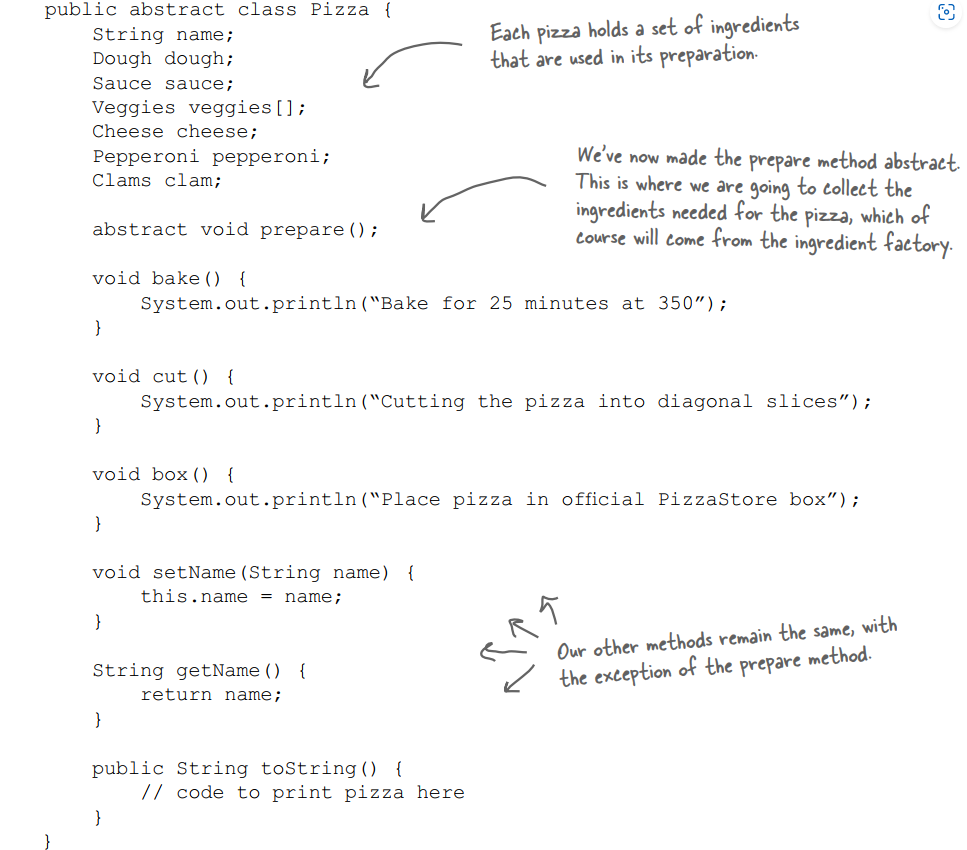 public abstract class Pizza {
String name;
Dough dough;
Sauce sauce;
Veggies veggies[];
Cheese cheese;
Pepperoni pepperoni;
Clams clam;
Each pizza holds a set of ingredients
that are used in its preparation.
abstract void prepare();
We've now made the prepare method abstract.
This is where we are going to collect the
ingredients needed for the pizza, which of
course will come from the ingredient factory.
void bake() {
System.out.println(“Bake for 25 minutes at 350”);
}
void cut() {
System.out.println(“Cutting the pizza into diagonal slices”);
}
void box() {
System.out.println(“Place pizza in official PizzaStore box”);
}
void setName(String name) {
this.name = name;
}
String getName() {
return name;
}
Our other methods remain the same, with
the exception of the prepare method.
public String toString() {
// code to print pizza here
}
}